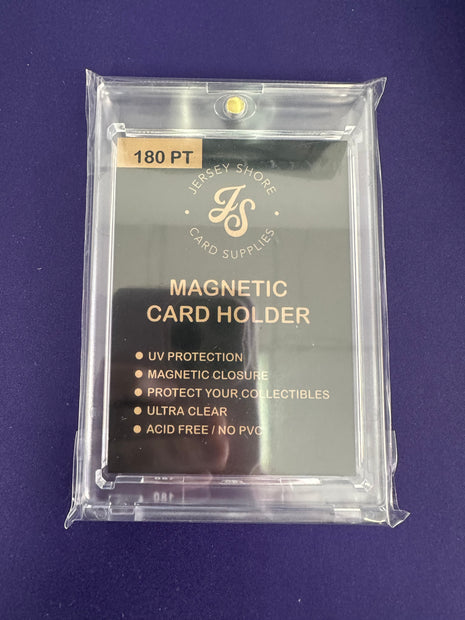 180 PT
JERSEY SHORE
JS
CARD SUPPLIES
MAGNETIC
CARD HOLDER
● UV PROTECTION
● MAGNETIC CLOSURE
● PROTECT YOUR COLLECTIBLES
● ULTRA CLEAR
● ACID FREE / NO PVC
180